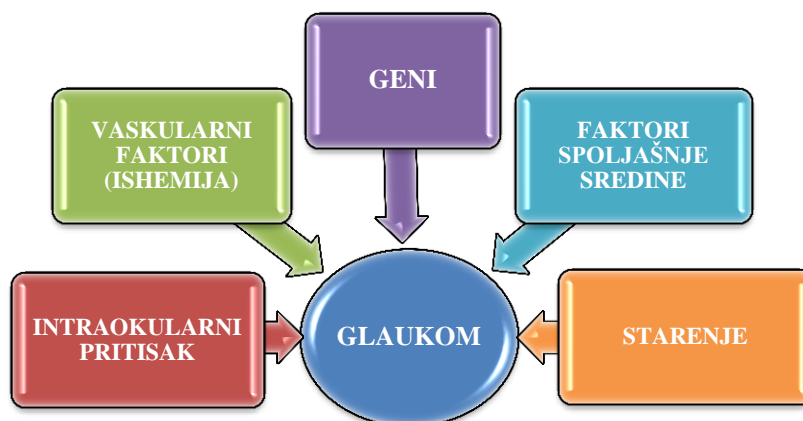 GENI
VASKULARNI
FAKTORI
(ISHEMIJA)
FAKTORI
SPOLJAŠNJE
SREDINE
INTRAOKULARNI
PRITISAK
GLAUKOM
STARENJE